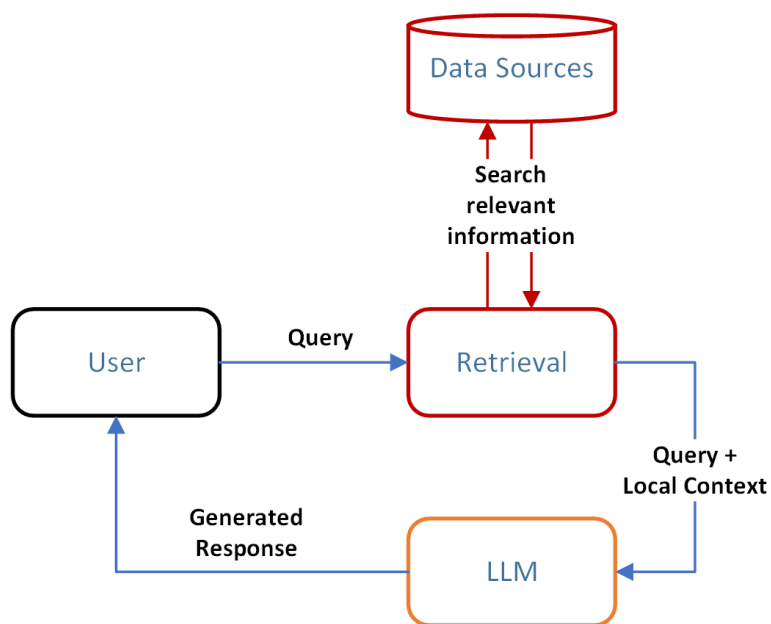 Data Sources
Search
relevant
information
User
Query
Retrieval
Query +
Local Context
Generated
Response
LLM